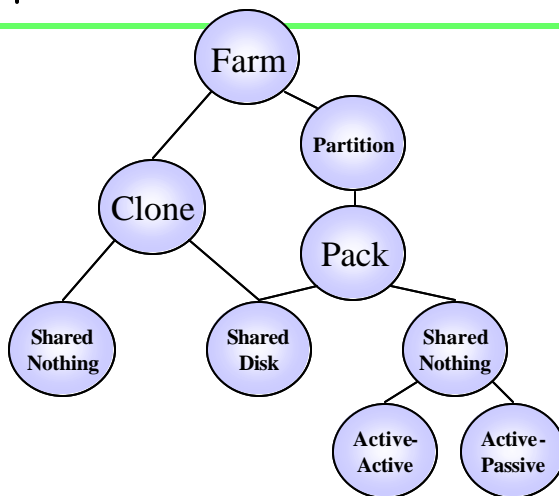 Farm
Partition
Clone
Pack
Shared
Nothing
Shared
Disk
Shared
Nothing
Active-
Active
Active-
Passive